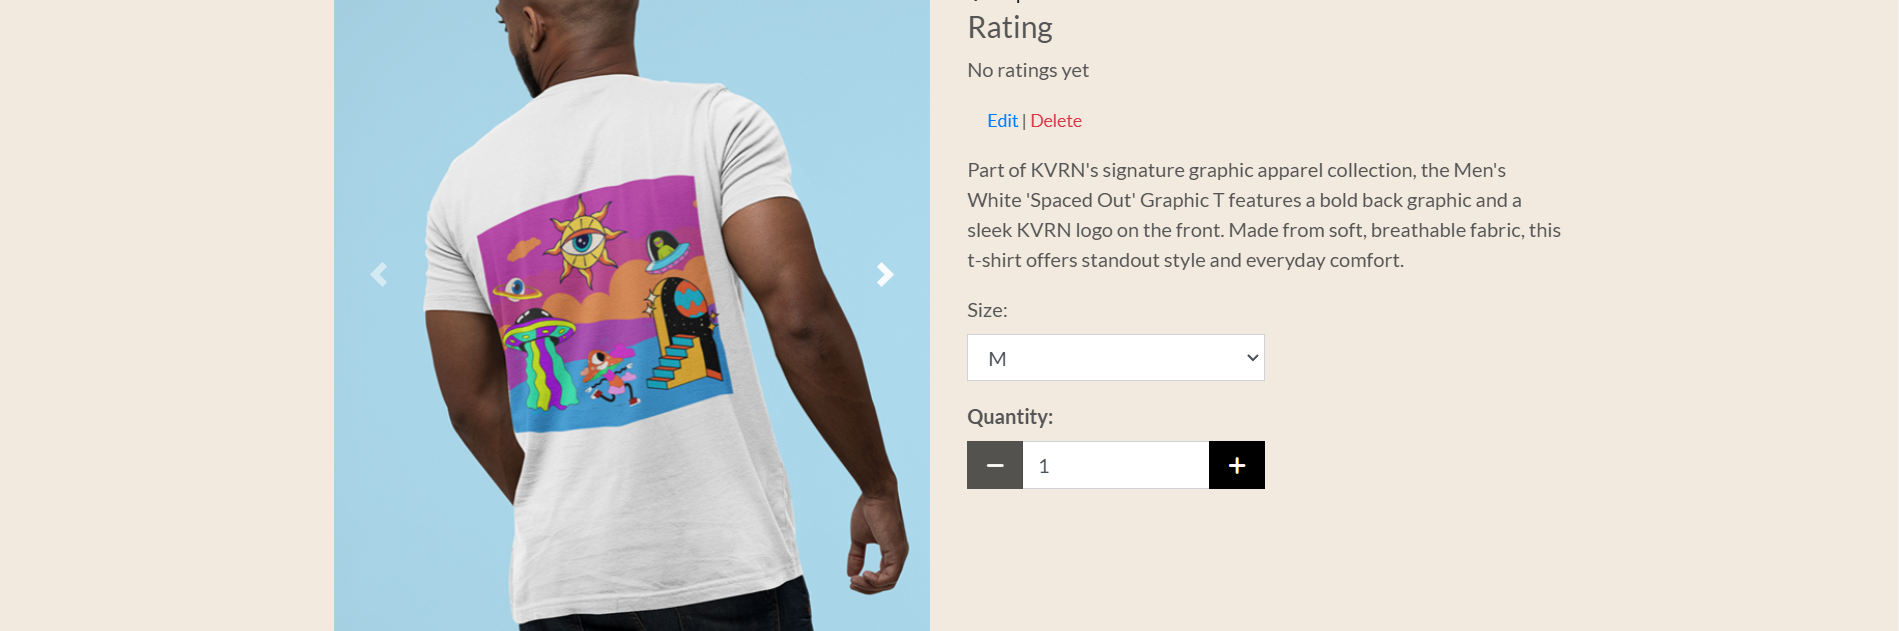 Rating
No ratings yet
Edit | Delete
Part of KVRN's signature graphic apparel collection, the Men's
White 'Spaced Out' Graphic T features a bold back graphic and a
sleek KVRN logo on the front. Made from soft, breathable fabric, this
t-shirt offers standout style and everyday comfort.
Size:
M
Quantity:
1